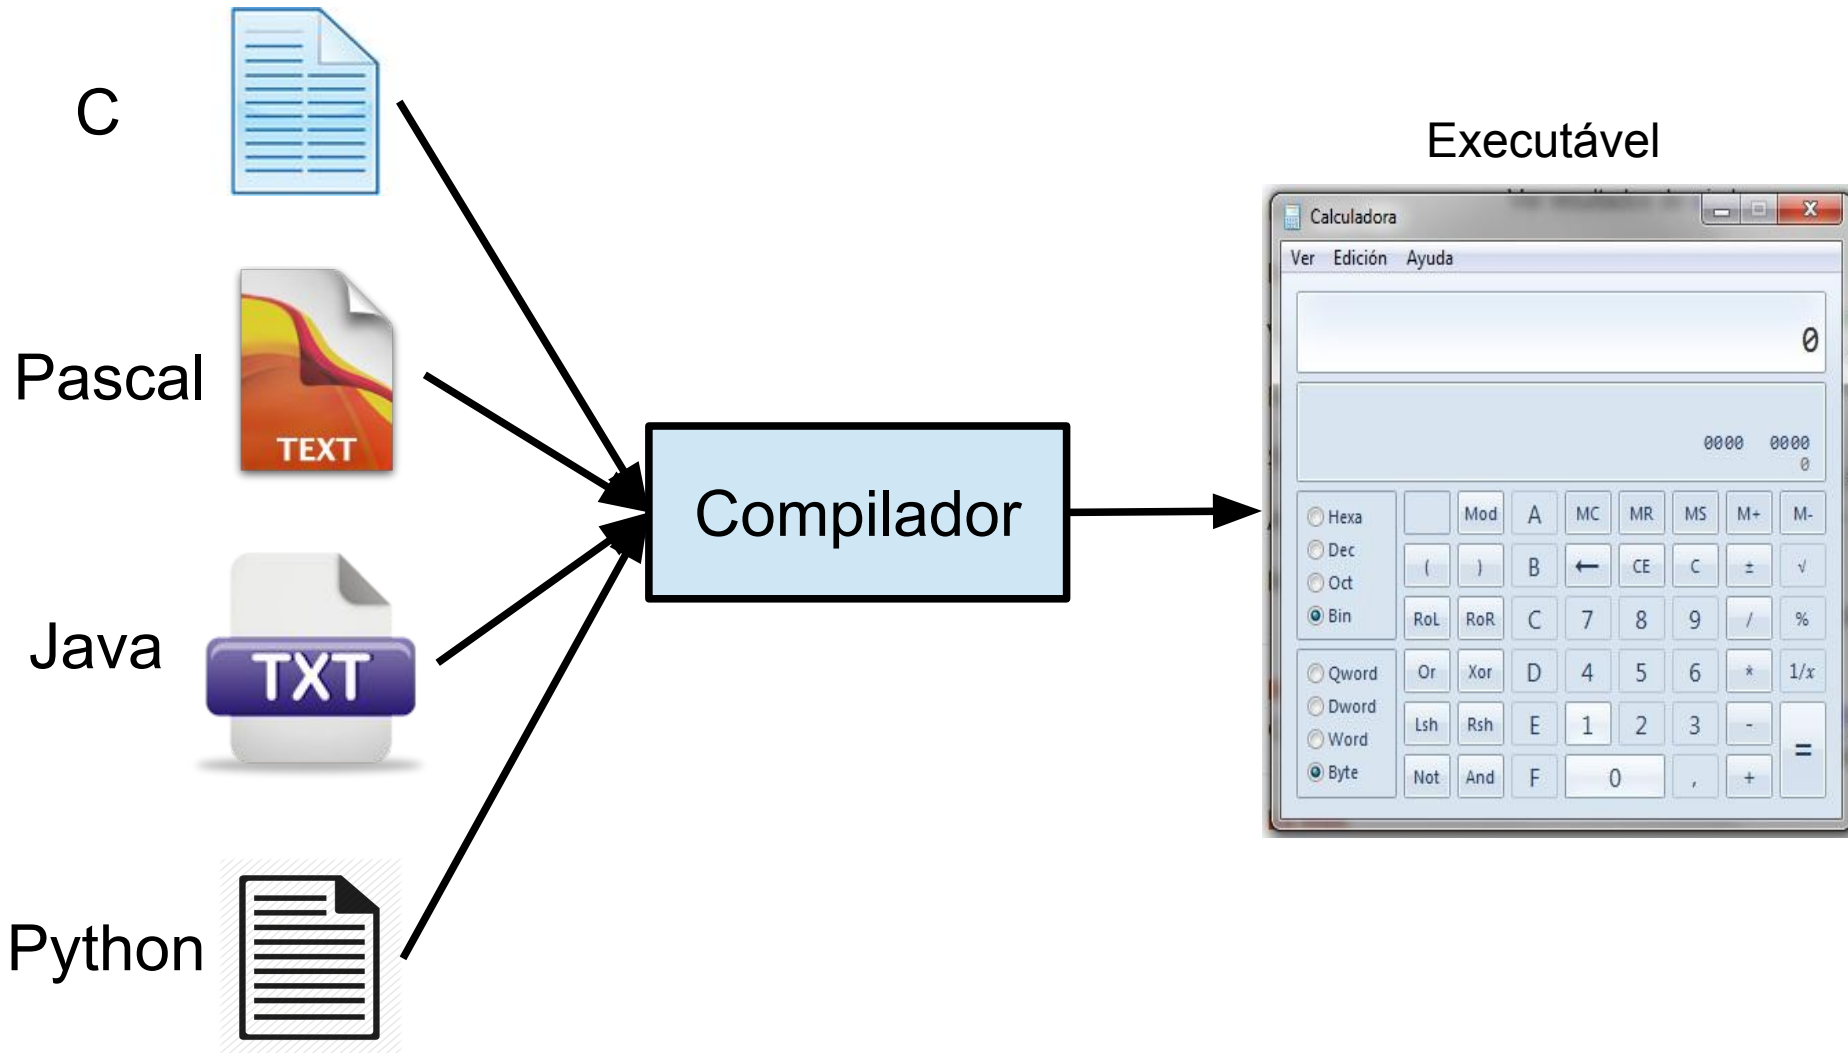 C
Pascal
TEXT
Java
TXT
Python
Compilador
Executável
Calculadora
Ver Edición Ayuda
0
0000 0000
0
Hexa
Dec
Oct
Bin
Qword
Dword
Word
Byte
Mod A MC MR MS M+ M-
( ) B ← CE C ± √
RoL RoR C 7 8 9 / %
Or Xor D 4 5 6 * 1/x
Lsh Rsh E 1 2 3 - =
Not And F 0 , +